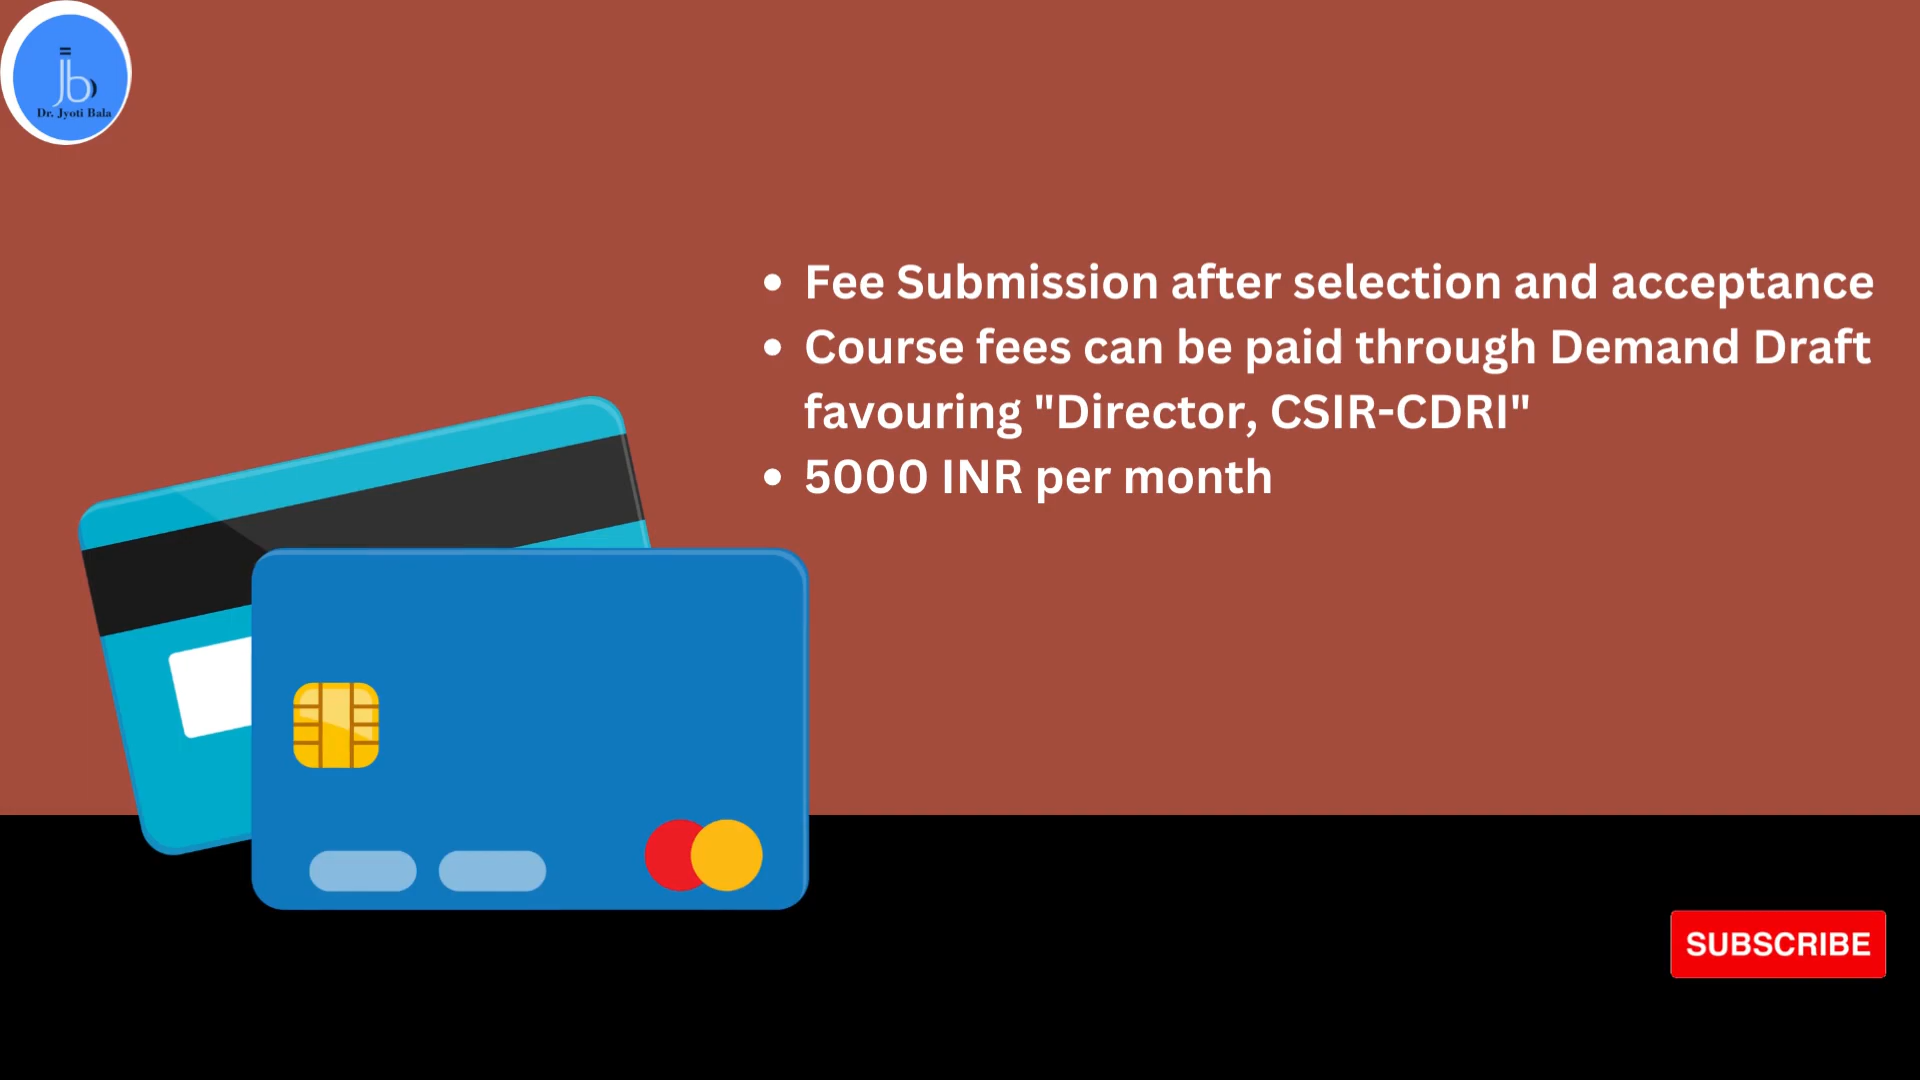 jb
Dr. Jyoti Bala
• Fee Submission after selection and acceptance
• Course fees can be paid through Demand Draft
favouring "Director, CSIR-CDRI"
• 5000 INR per month
SUBSCRIBE